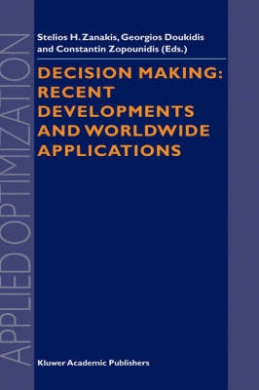 Stelios H. Zanakis, Georgios Doukidis
and Constantin Zopounidis (Eds.)
DECISION MAKING:
RECENT
DEVELOPMENTS
AND WORLDWIDE
APPLICATIONS
APPLIED OPTIMIZATION
Kluwer Academic Publishers